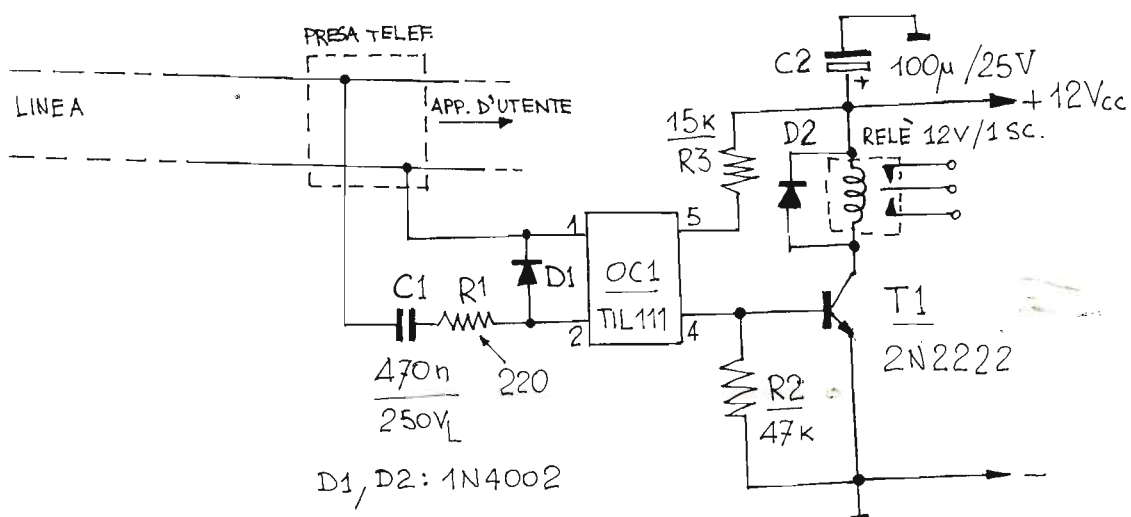 PRESA TELEF.
LINEA
APP. D'UTENTE
C2
100µ/25V
+12Vcc
15K
R3
D2
RELÈ 12V/1 SC.
1
5
C1
R1
D1
OC1
TIL111
2
4
T1
2N2222
470n
250VL
220
R2
47K
D1, D2: 1N4002